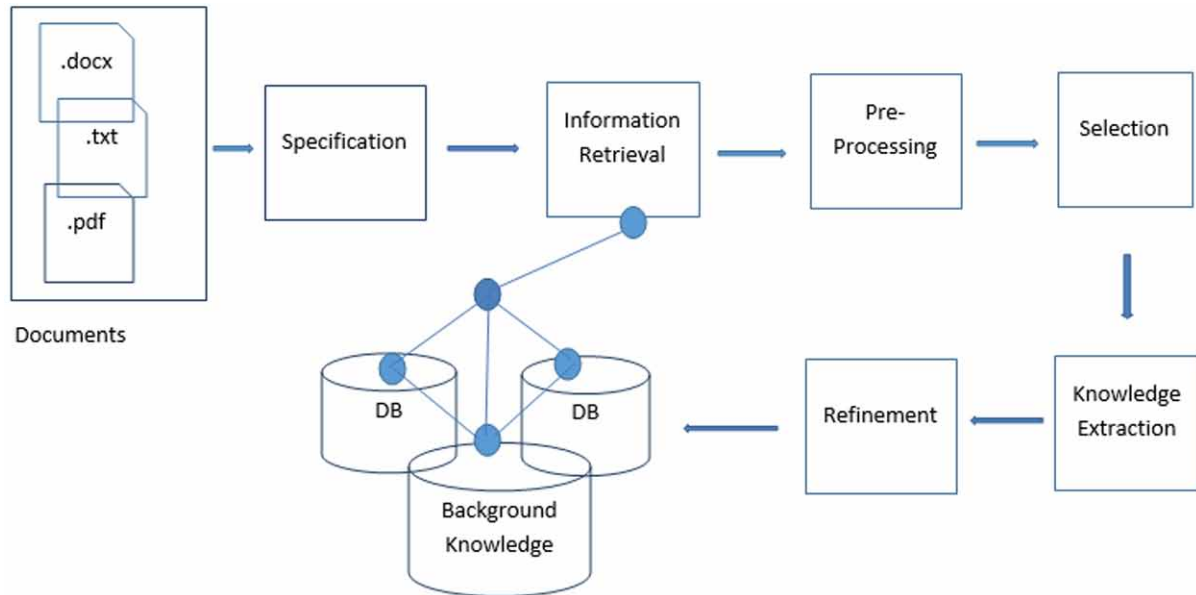 .docx
.txt
.pdf
Documents
Specification
Information
Retrieval
Pre-
Processing
Selection
Knowledge
Extraction
Refinement
DB
DB
Background
Knowledge